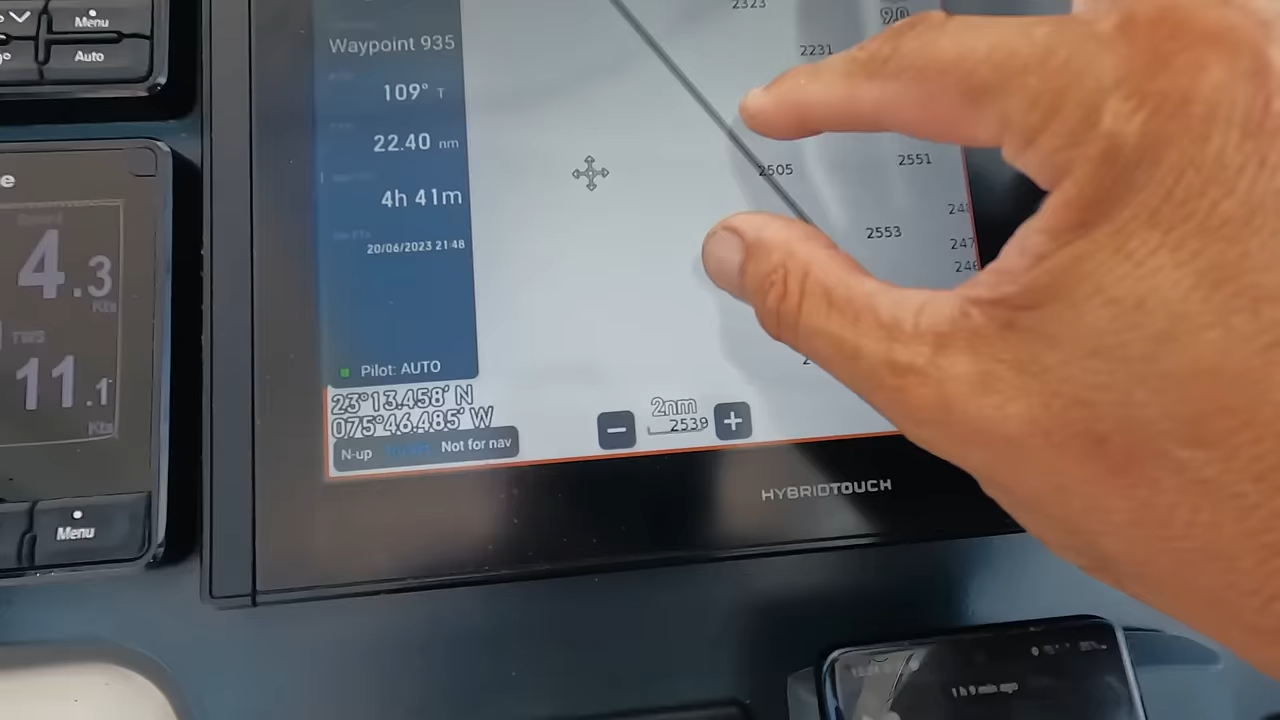 Menu
Auto
e
4.3
Kts
TWS
11.1
Kts
Menu
Waypoint 935
109° T
22.40 nm
4h 41m
20/06/2023 21:48
Pilot: AUTO
23°13.458' N
075°46.485' W
N-up
Not for nav
2323
90
2231
2505
2551
2553
247
2nm
2539
HYBRIDTOUCH